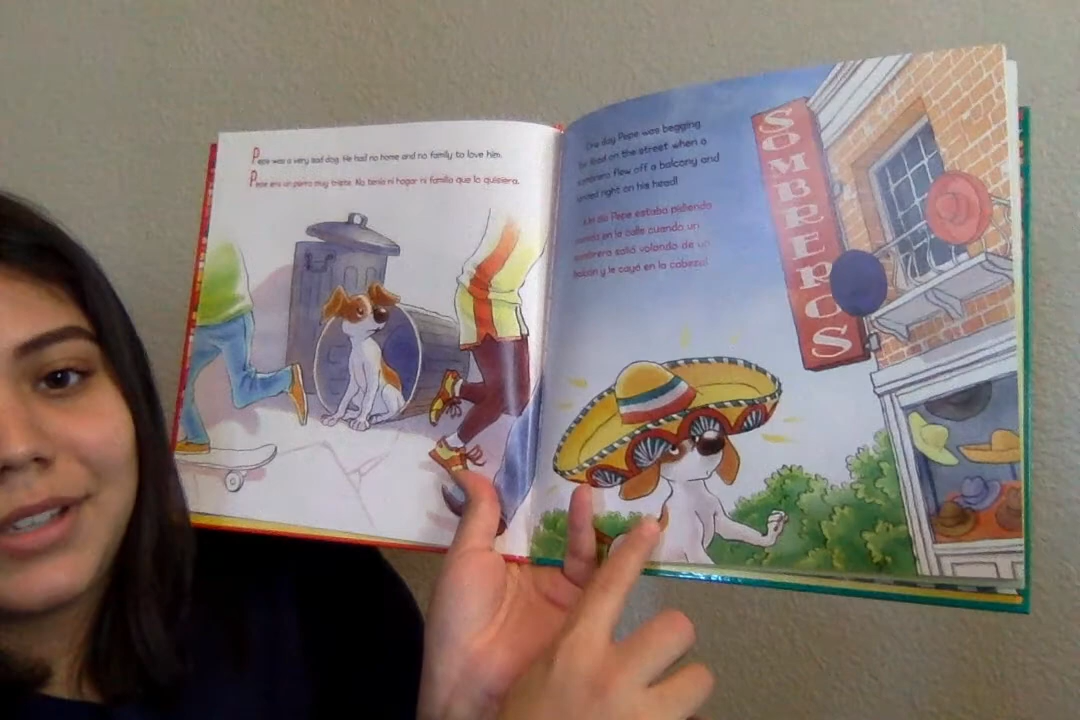 Pepe was a very sad dog. He had no home and no family to love him.
Pepe era un perro muy triste. No tenía ni hogar ni familia que lo quisiera.
One day Pepe was begging
for food on the street when a
sombrero flew off a balcony and
landed right on his head!
Un día Pepe estaba pidiendo
comida en la calle cuando un
sombrero salió volando de un
balcón y le cayó en la cabeza!
SOMBREROS